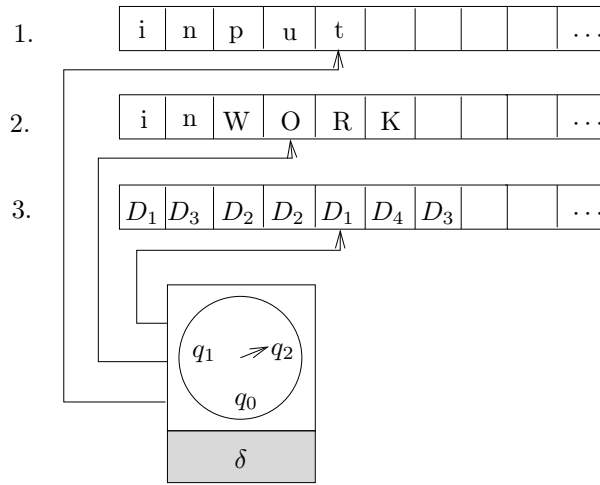 1. i n p u t ...
2. i n W O R K ...
3. D₁ D₃ D₂ D₂ D₁ D₄ D₃ ...
q₁ q₂
q₀
δ